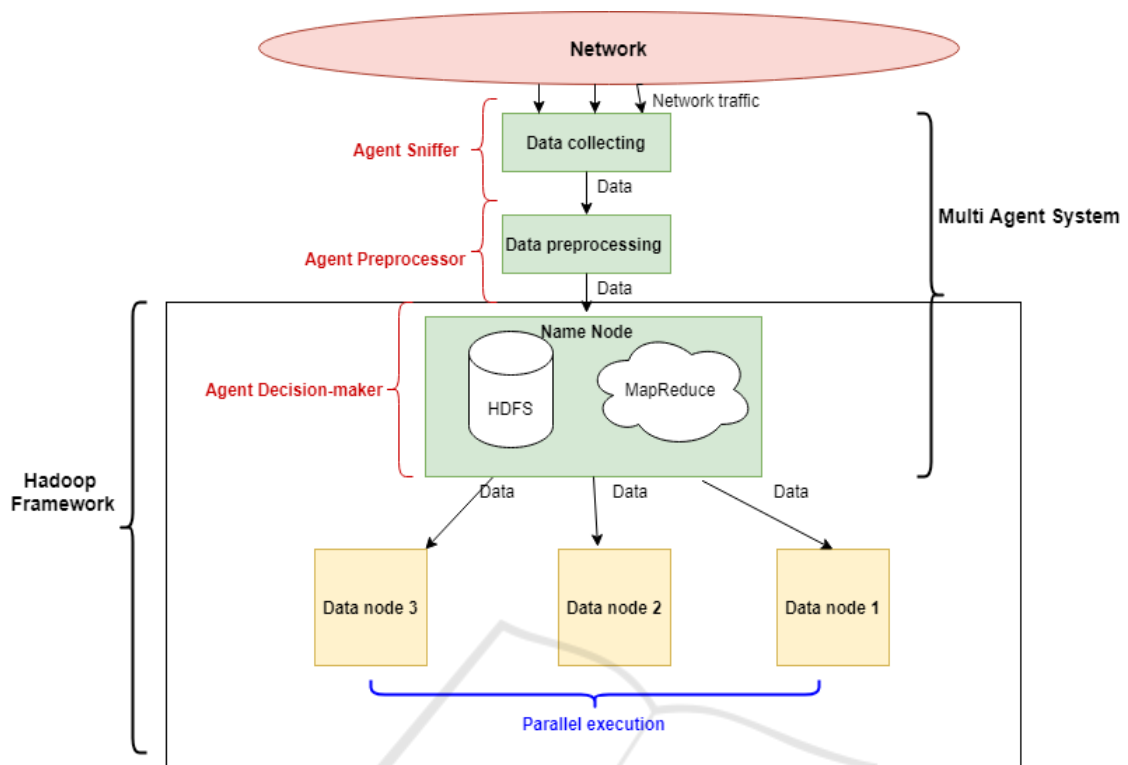 Network
Network traffic
Data collecting
Agent Sniffer
Data
Multi Agent System
Data preprocessing
Agent Preprocessor
Data
Name Node
HDFS
MapReduce
Agent Decision-maker
Hadoop
Framework
Data
Data
Data
Data node 3
Data node 2
Data node 1
Parallel execution